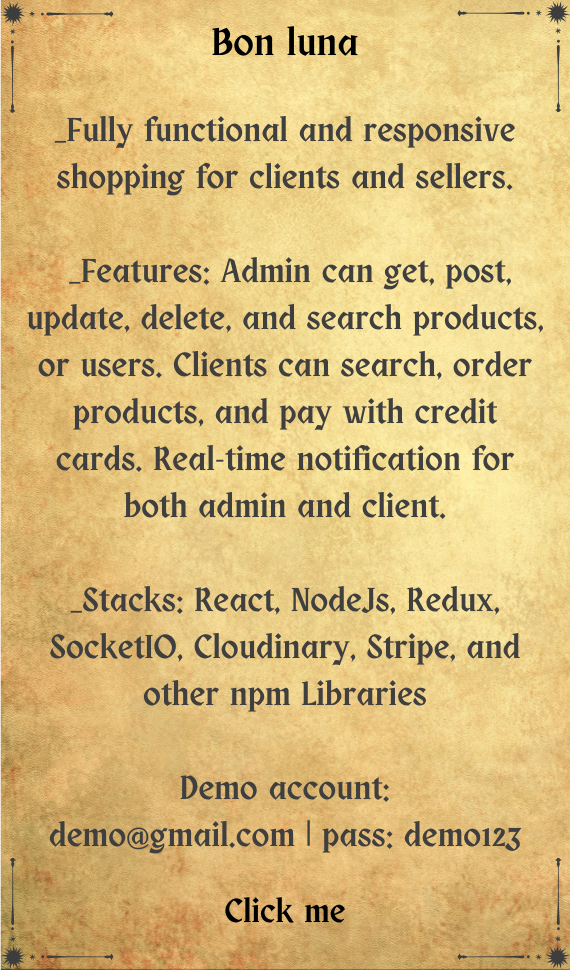 Bon luna
_Fully functional and responsive
shopping for clients and sellers.
_Features: Admin can get, post,
update, delete, and search products,
or users. Clients can search, order
products, and pay with credit
cards. Real-time notification for
both admin and client.
_Stacks: React, NodeJs, Redux,
SocketIO, Cloudinary, Stripe, and
other npm Libraries
Demo account:
demo@gmail.com | pass: demo123
Click me